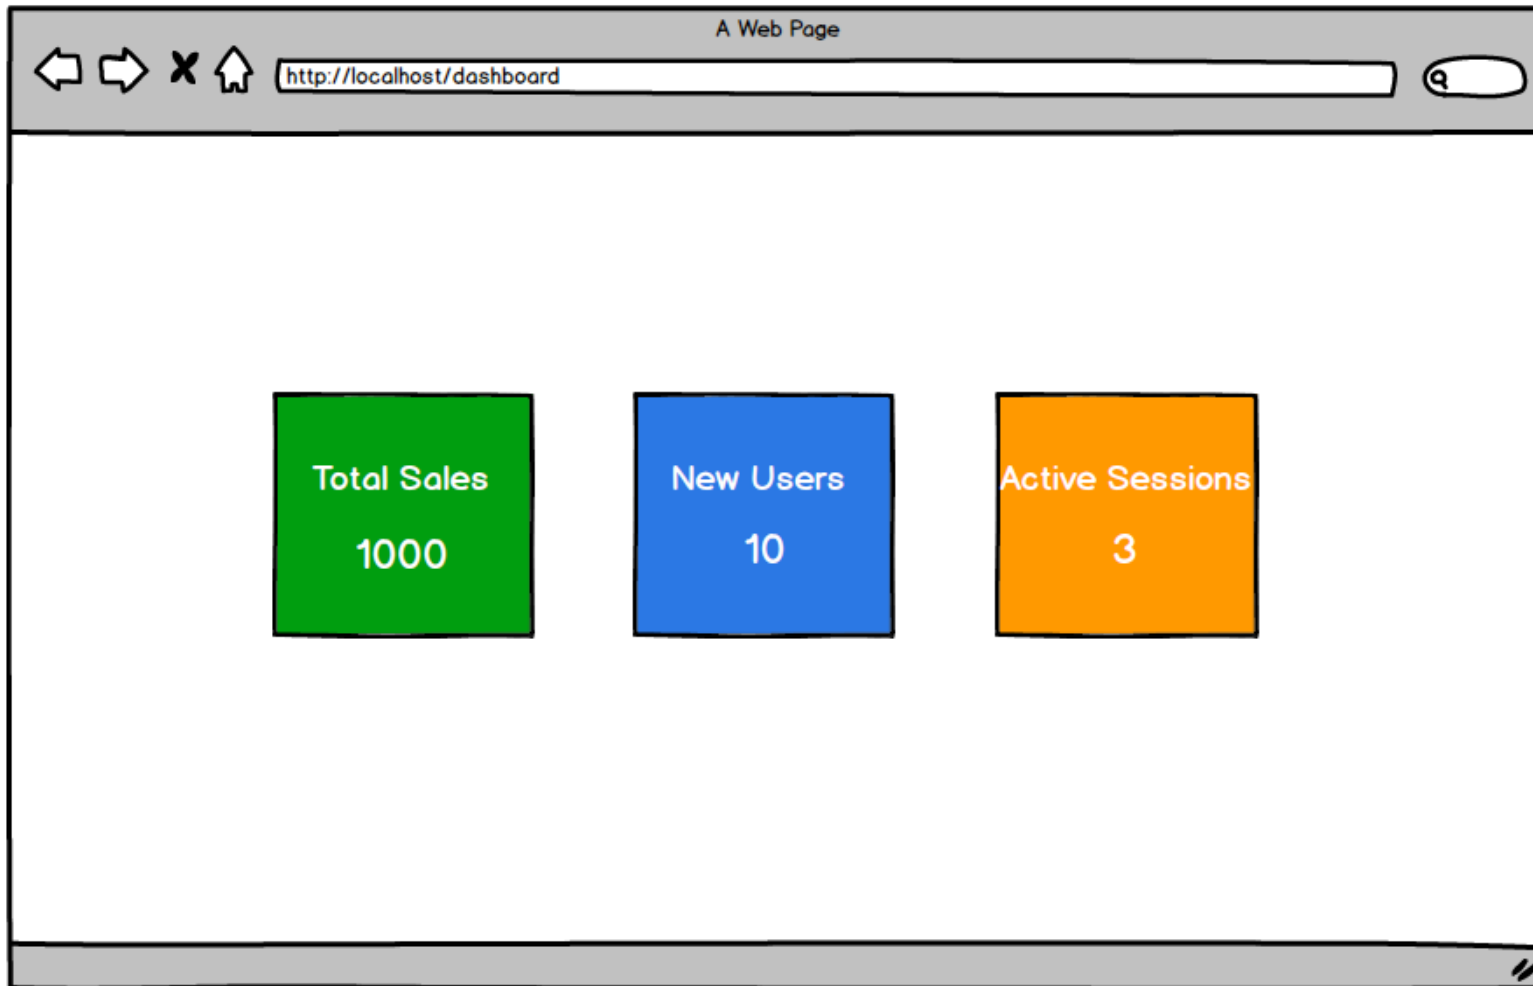 A Web Page
http://localhost/dashboard
Total Sales
1000
New Users
10
Active Sessions
3